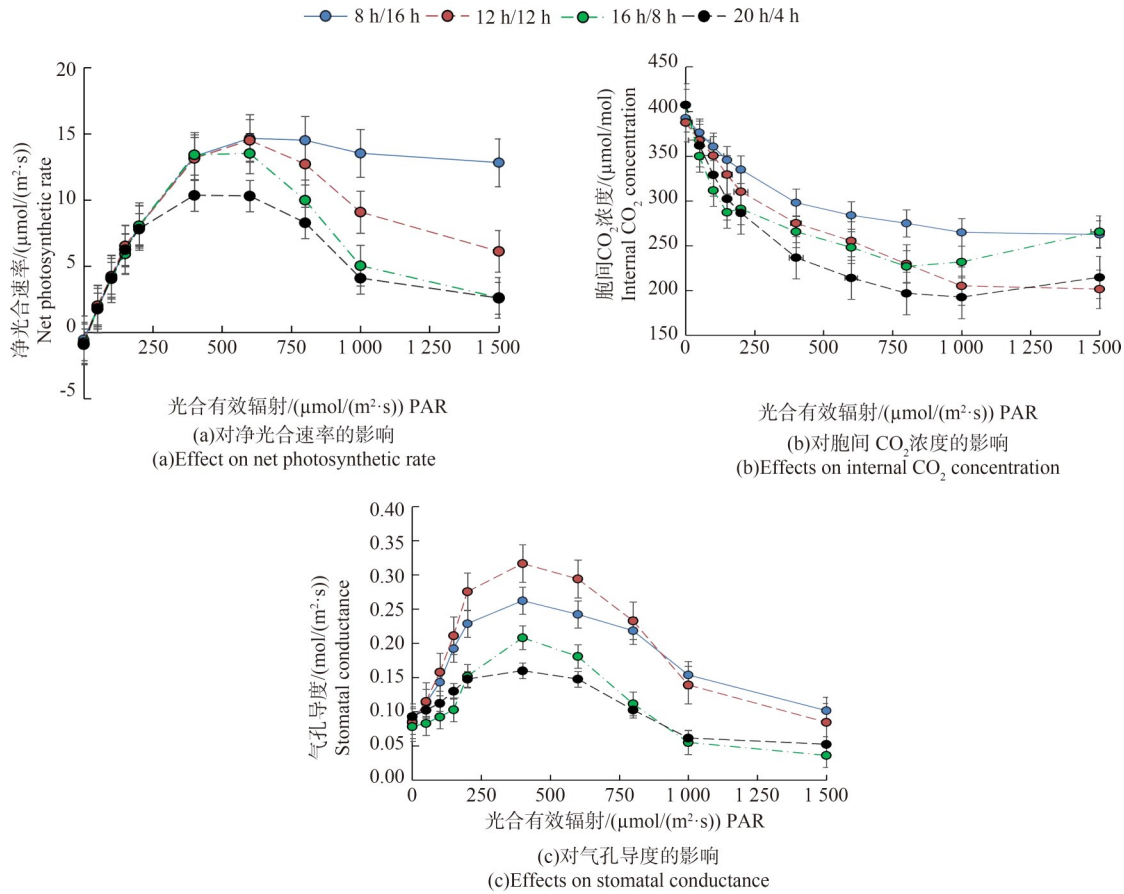 8 h/16 h 12 h/12 h 16 h/8 h 20 h/4 h
净光合速率/(μmol/(m²·s))
Net photosynthetic rate
20
15
10
5
0
-5
250 500 750 1 000 1 250 1 500
光合有效辐射/(μmol/(m²·s)) PAR
(a)对净光合速率的影响
(a)Effect on net photosynthetic rate
胞间CO₂浓度/(μmol/mol)
Internal CO₂ concentration
450
400
350
300
250
200
150
0 250 500 750 1 000 1 250 1 500
光合有效辐射/(μmol/(m²·s)) PAR
(b)对胞间 CO₂浓度的影响
(b)Effects on internal CO₂ concentration
气孔导度/(mol/(m²·s))
Stomatal conductance
0.40
0.35
0.30
0.25
0.20
0.15
0.10
0.05
0.00
0 250 500 750 1 000 1 250 1 500
光合有效辐射/(μmol/(m²·s)) PAR
(c)对气孔导度的影响
(c)Effects on stomatal conductance